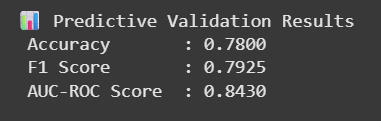 📊 Predictive Validation Results
Accuracy       : 0.7800
F1 Score       : 0.7925
AUC-ROC Score  : 0.8430